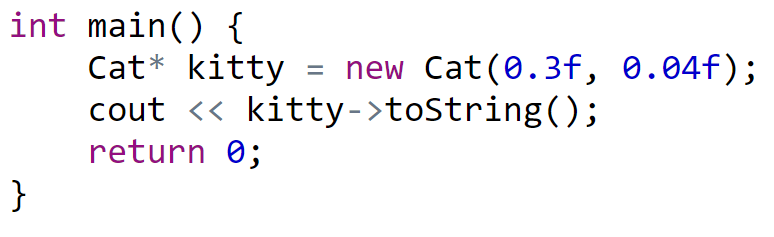 int main() {
    Cat* kitty = new Cat(0.3f, 0.04f);
    cout << kitty->toString();
    return 0;
}